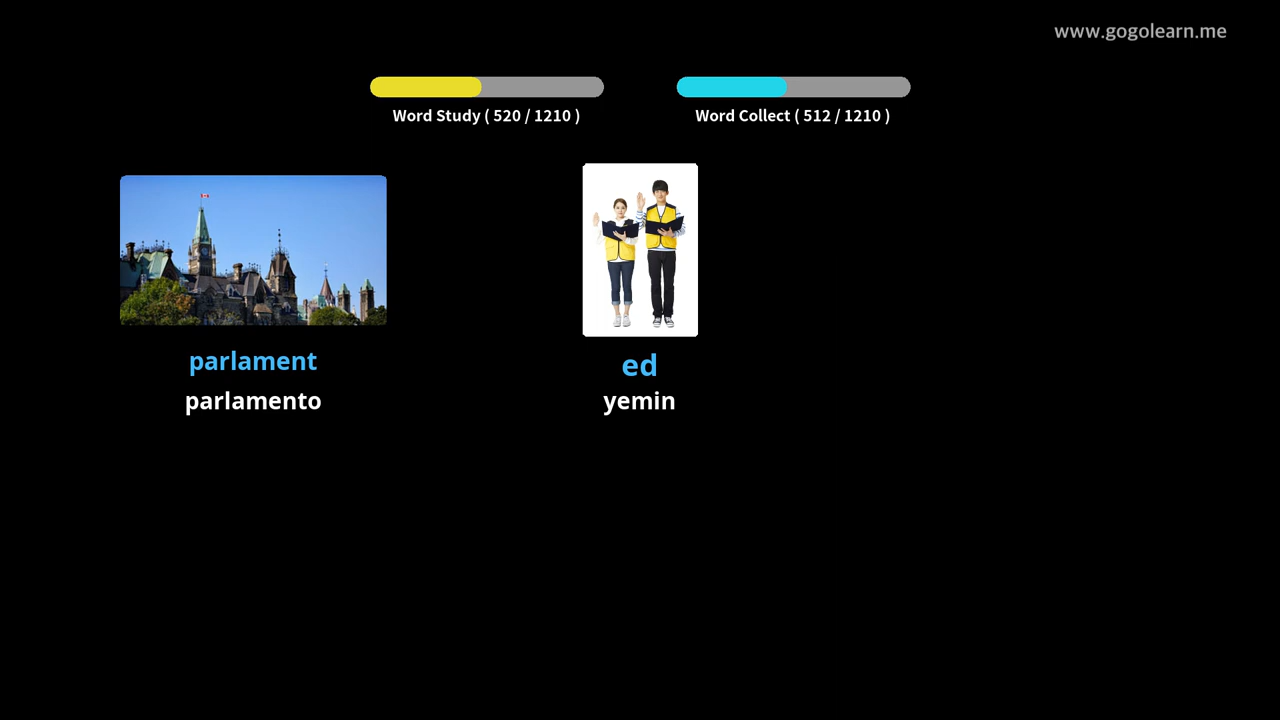 www.gogolearn.me
Word Study ( 520 / 1210 )
Word Collect ( 512 / 1210 )
parlament
parlamento
ed
yemin